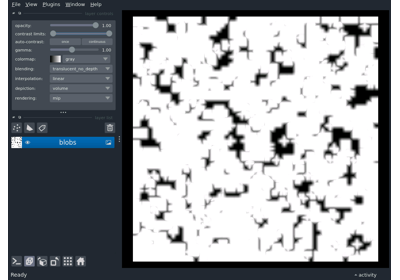 File View Plugins Window Help
opacity: 1.00
contrast limits:
auto-contrast: once continuous
gamma: 1.00
colormap: gray
blending: translucent_no_depth
interpolation: linear
depiction: volume
rendering: mip
blobs
Ready
activity